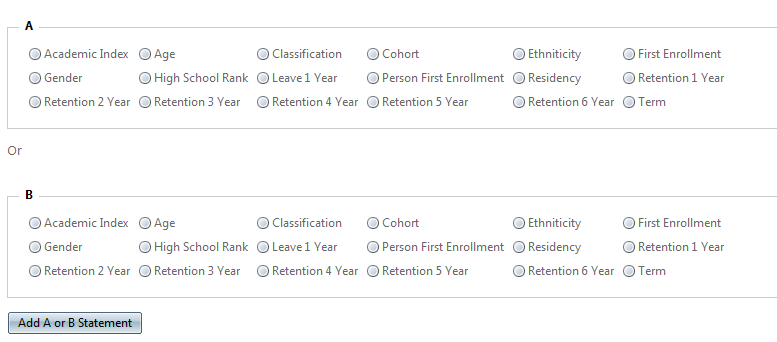 A
Academic Index Age Classification Cohort Ethnicity First Enrollment
Gender High School Rank Leave 1 Year Person First Enrollment Residency Retention 1 Year
Retention 2 Year Retention 3 Year Retention 4 Year Retention 5 Year Retention 6 Year Term
Or
B
Academic Index Age Classification Cohort Ethnicity First Enrollment
Gender High School Rank Leave 1 Year Person First Enrollment Residency Retention 1 Year
Retention 2 Year Retention 3 Year Retention 4 Year Retention 5 Year Retention 6 Year Term
Add A or B Statement